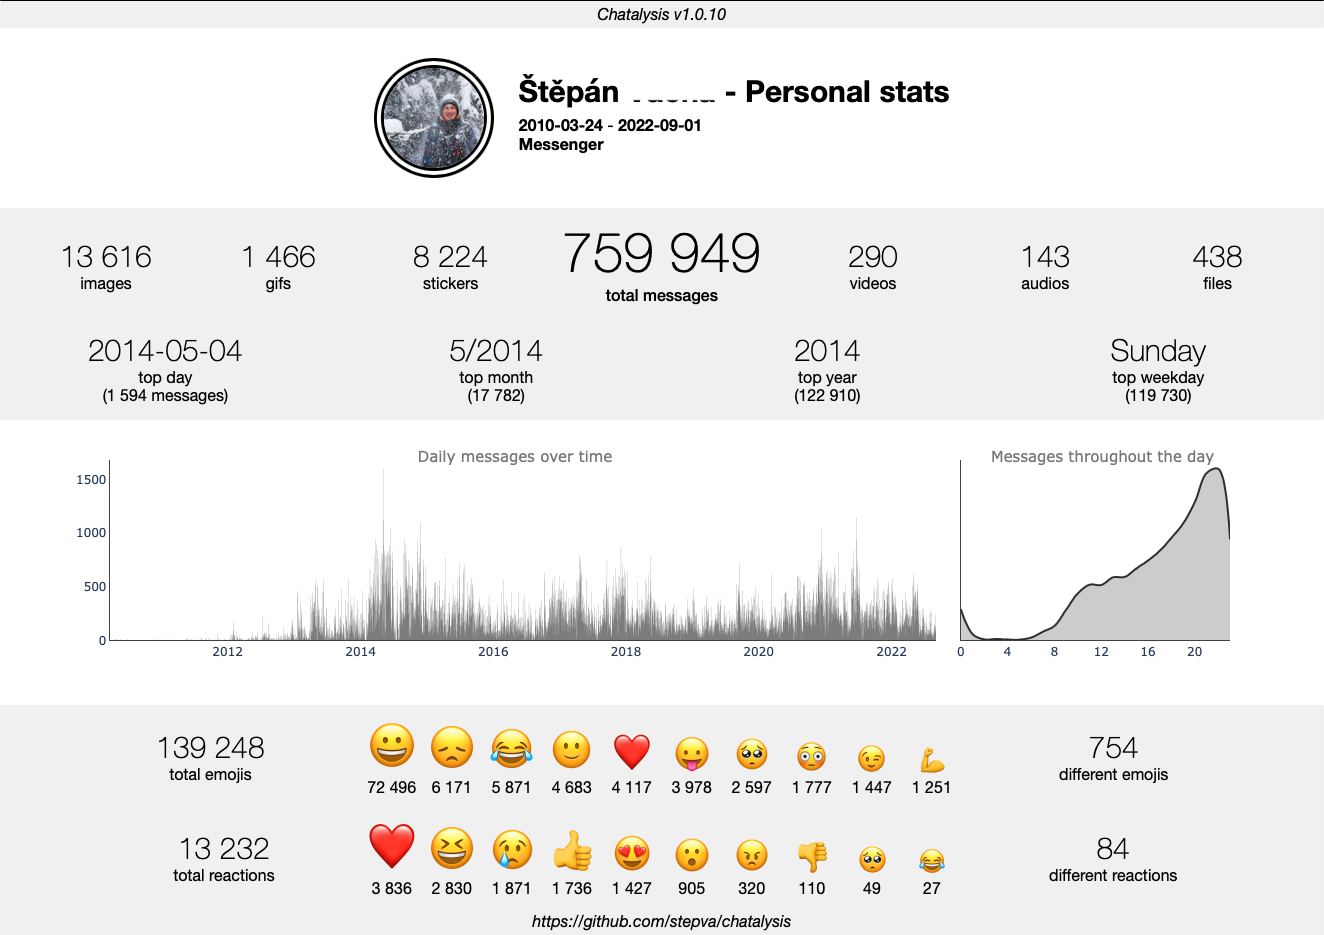 Chatalysis v1.0.10
Štěpán - Personal stats
2010-03-24 - 2022-09-01
Messenger
13 616 1 466 8 224 759 949 290 143 438
images gifs stickers total messages videos audios files
2014-05-04 5/2014 2014 Sunday
top day top month top year top weekday
(1 594 messages) (17 782) (122 910) (119 730)
Daily messages over time Messages throughout the day
1500
1000
500
0
2012 2014 2016 2018 2020 2022 0 4 8 12 16 20
139 248 754
total emojis different emojis
72 496 6 171 5 871 4 683 4 117 3 978 2 597 1 777 1 447 1 251
13 232 84
total reactions different reactions
3 836 2 830 1 871 1 736 1 427 905 320 110 49 27
https://github.com/stepva/chatalysis